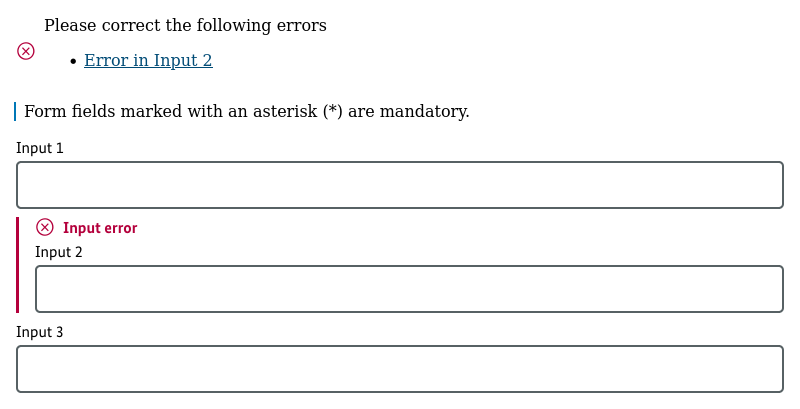 Please correct the following errors
• Error in Input 2
Form fields marked with an asterisk (*) are mandatory.
Input 1
Input error
Input 2
Input 3